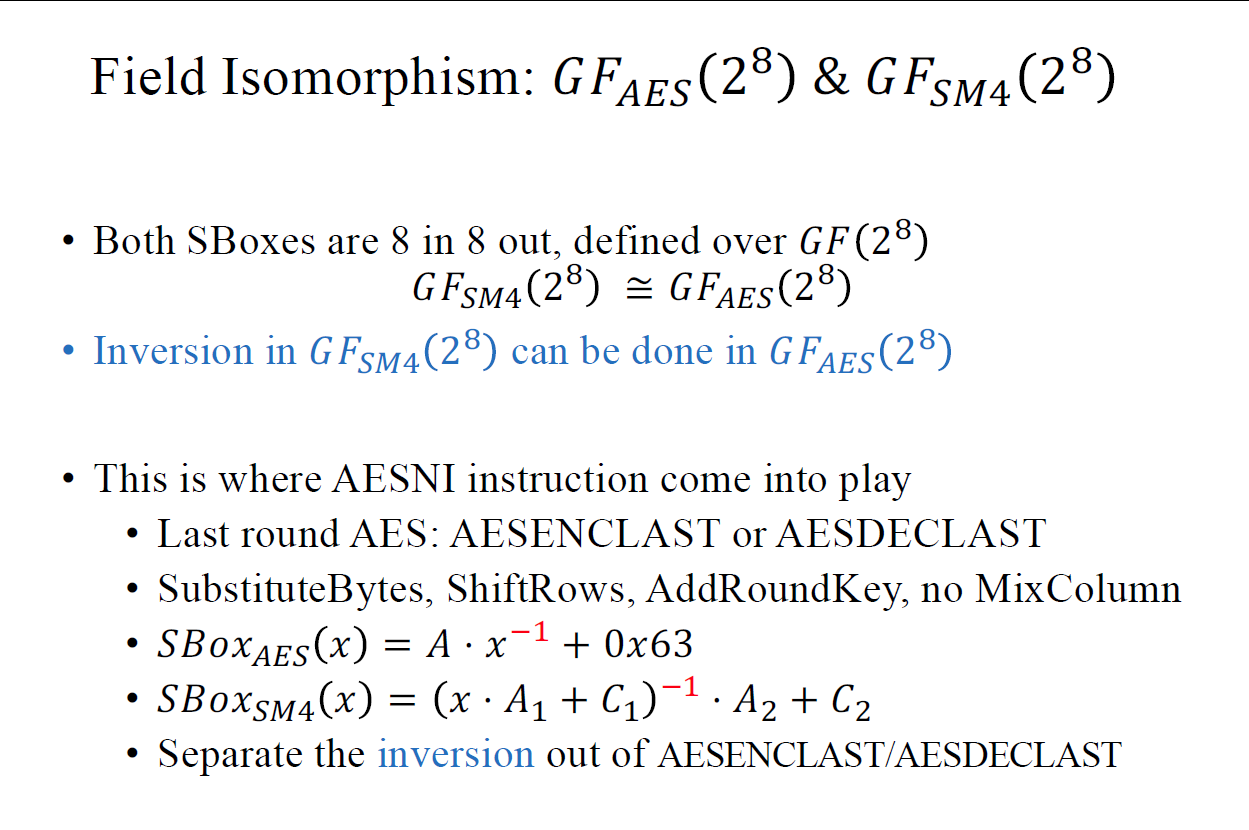 Field Isomorphism: $GF_{AES}(2^8)$ & $GF_{SM4}(2^8)$
• Both SBoxes are 8 in 8 out, defined over $GF(2^8)$
$GF_{SM4}(2^8) \cong GF_{AES}(2^8)$
• Inversion in $GF_{SM4}(2^8)$ can be done in $GF_{AES}(2^8)$
• This is where AESNI instruction come into play
• Last round AES: AESENCLAST or AESDECLAST
• SubstituteBytes, ShiftRows, AddRoundKey, no MixColumn
• $SBox_{AES}(x) = A \cdot x^{-1} + 0x63$
• $SBox_{SM4}(x) = (x \cdot A_1 + C_1)^{-1} \cdot A_2 + C_2$
• Separate the inversion out of AESENCLAST/AESDECLAST